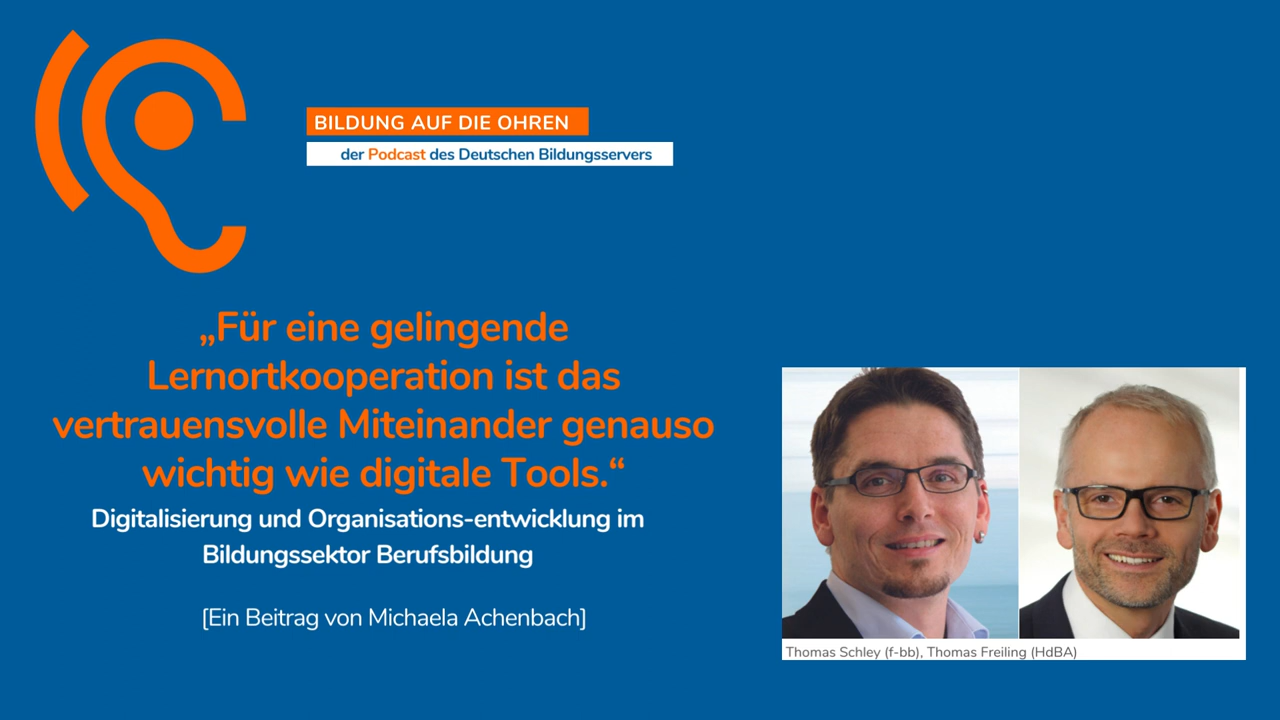 BILDUNG AUF DIE OHREN
der Podcast des Deutschen Bildungsservers
„Für eine gelingende
Lernortkooperation ist das
vertrauensvolle Miteinander genauso
wichtig wie digitale Tools.“
Digitalisierung und Organisations-entwicklung im
Bildungssektor Berufsbildung
[Ein Beitrag von Michaela Achenbach]
Thomas Schley (f-bb), Thomas Freiling (HdBA)